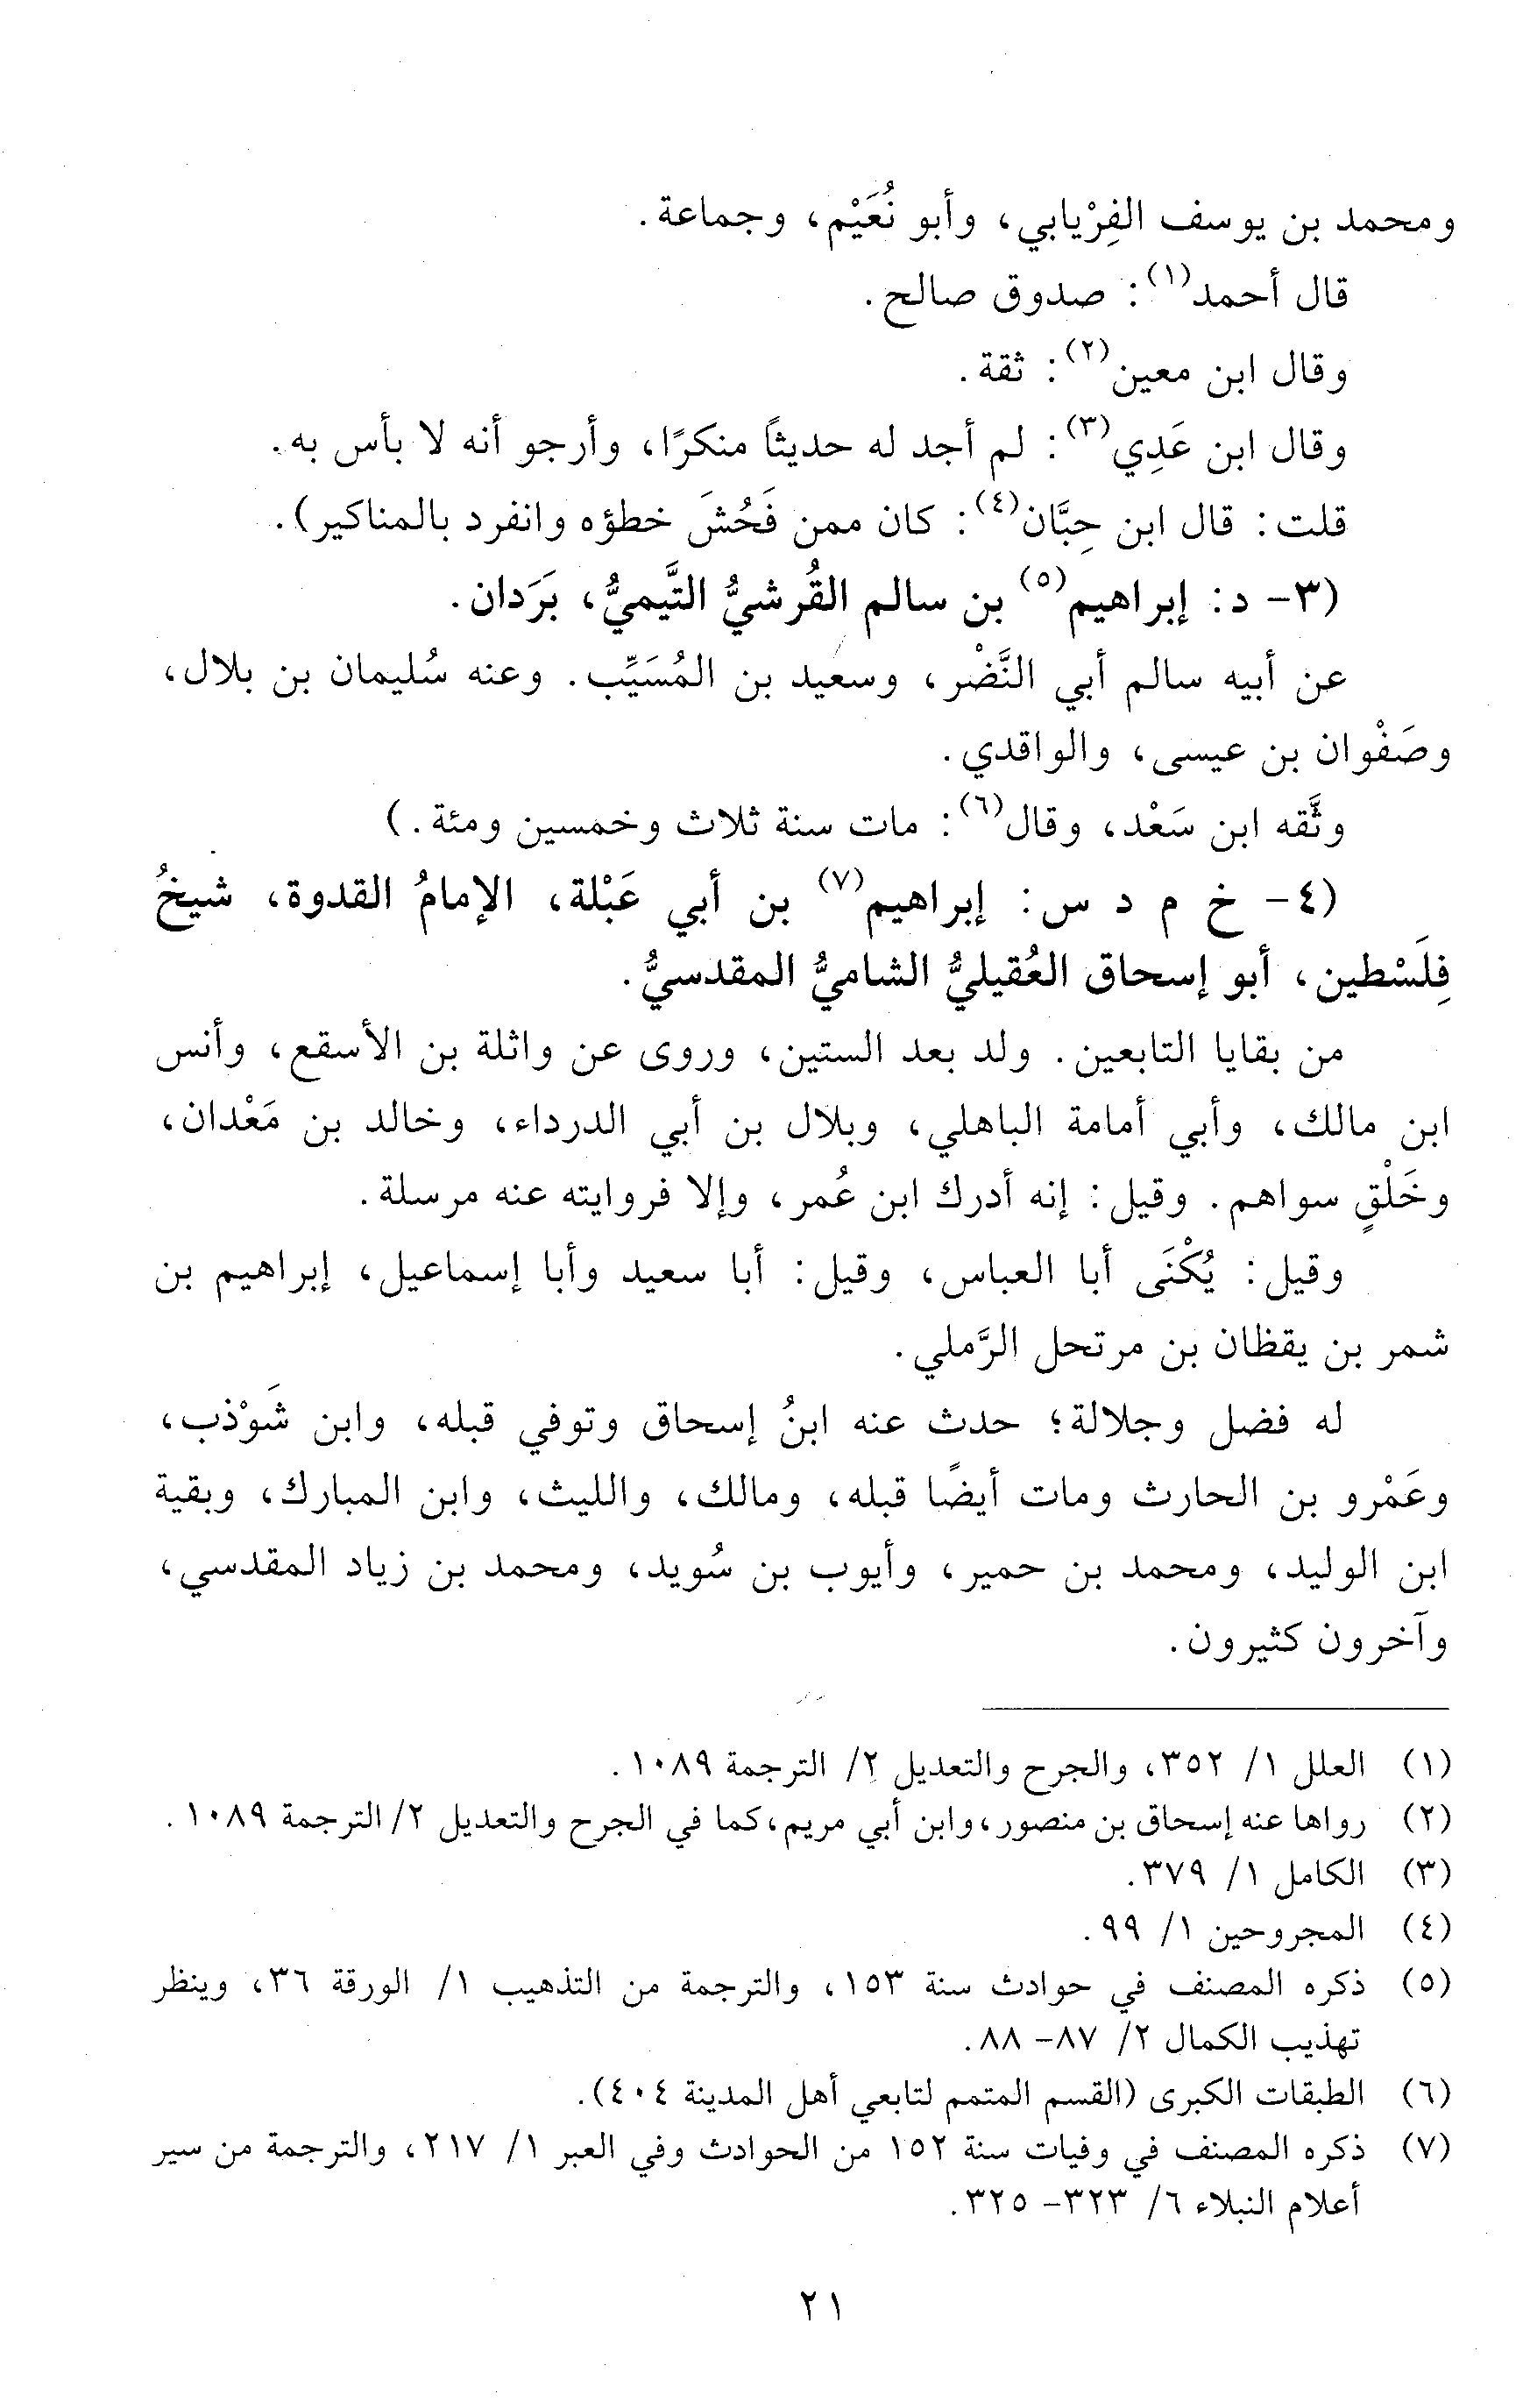 ومحمد بن يوسف الفِرْيابي، وأبو نُعَيْم، وجماعة.
قال أحمد(١): صدوق صالح.
وقال ابن معين(٢): ثقة.
وقال ابن عَدِي(٣): لم أجد له حديثاً منكرًا، وأرجو أنه لا بأس به.
قلت: قال ابن حِبَّان(٤): كان ممن فَحُشَ خطؤه وانفرد بالمناكير).
(٣- د: إبراهيم(٥) بن سالم القُرشيُّ التَّيميُّ، بَرَدان.
عن أبيه سالم أبي النَّضْر، وسعيد بن المُسَيِّب. وعنه سُليمان بن بلال،
وصَفْوان بن عيسى، والواقدي.
وثَّقه ابن سَعْد، وقال(٦): مات سنة ثلاث وخمسين ومئة.)
(٤- خ م د س: إبراهيم(٧) بن أبي عَبْلة، الإمامُ القدوة، شيخُ
فِلَسْطين، أبو إسحاق العُقيليُّ الشاميُّ المقدسيُّ.
من بقايا التابعين. ولد بعد الستين، وروى عن واثلة بن الأسقع، وأنس
ابن مالك، وأبي أمامة الباهلي، وبلال بن أبي الدرداء، وخالد بن مَعْدان،
وخَلْقٍ سواهم. وقيل: إنه أدرك ابن عُمر، وإلا فروايته عنه مرسلة.
وقيل: يُكْنَى أبا العباس، وقيل: أبا سعيد وأبا إسماعيل، إبراهيم بن
شمر بن يقظان بن مرتحل الرَّملي.
له فضل وجلالة؛ حدث عنه ابنُ إسحاق وتوفي قبله، وابن شَوْذب،
وعَمْرو بن الحارث ومات أيضًا قبله، ومالك، والليث، وابن المبارك، وبقية
ابن الوليد، ومحمد بن حمير، وأيوب بن سُويد، ومحمد بن زياد المقدسي،
وآخرون كثيرون.
(١) العلل ١/ ٣٥٢، والجرح والتعديل ٢/ الترجمة ١٠٨٩.
(٢) رواها عنه إسحاق بن منصور، وابن أبي مريم، كما في الجرح والتعديل ٢/ الترجمة ١٠٨٩.
(٣) الكامل ١/ ٣٧٩.
(٤) المجروحين ١/ ٩٩.
(٥) ذكره المصنف في حوادث سنة ١٥٣، والترجمة من التذهيب ١/ الورقة ٣٦، وينظر
تهذيب الكمال ٢/ ٨٧- ٨٨.
(٦) الطبقات الكبرى (القسم المتمم لتابعي أهل المدينة ٤٠٤).
(٧) ذكره المصنف في وفيات سنة ١٥٢ من الحوادث وفي العبر ١/ ٢١٧، والترجمة من سير
أعلام النبلاء ٦/ ٣٢٣- ٣٢٥.
٢١